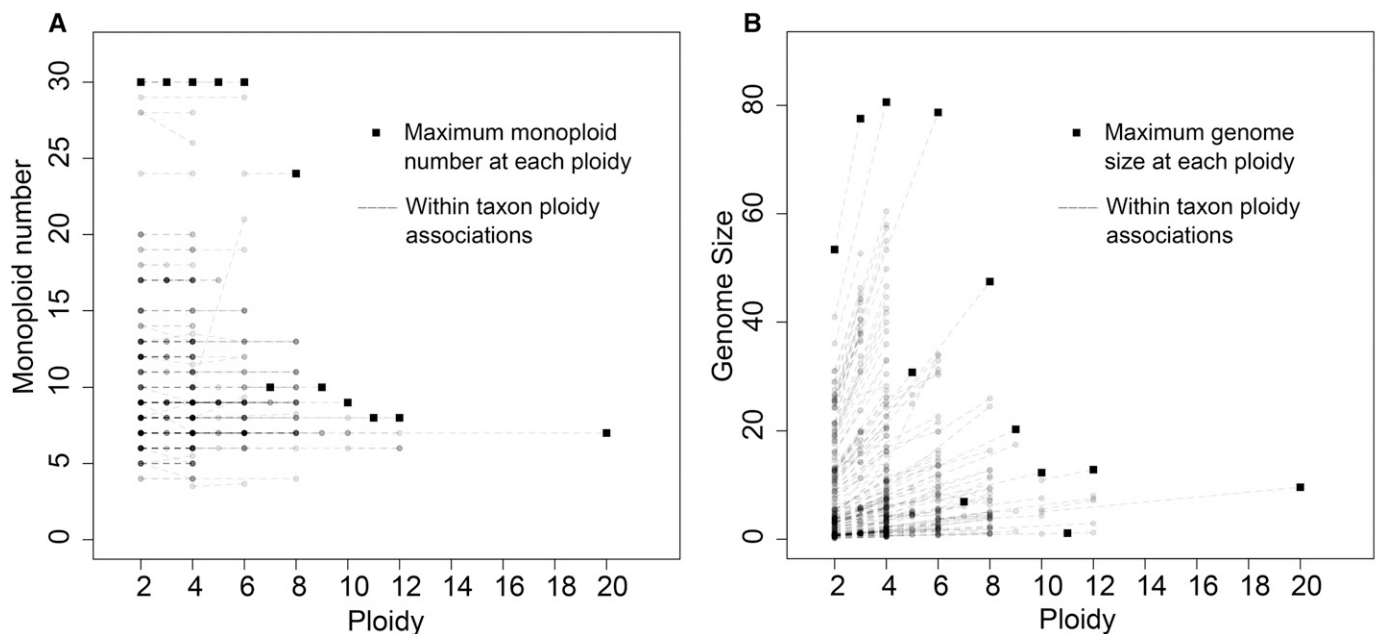 A
Monoploid number
0
5
10
15
20
25
30
Maximum monoploid
number at each ploidy
Within taxon ploidy
associations
2 4 6 8 10 12 14 16 18 20
Ploidy
B
Genome Size
0
20
40
60
80
Maximum genome
size at each ploidy
Within taxon ploidy
associations
2 4 6 8 10 12 14 16 18 20
Ploidy